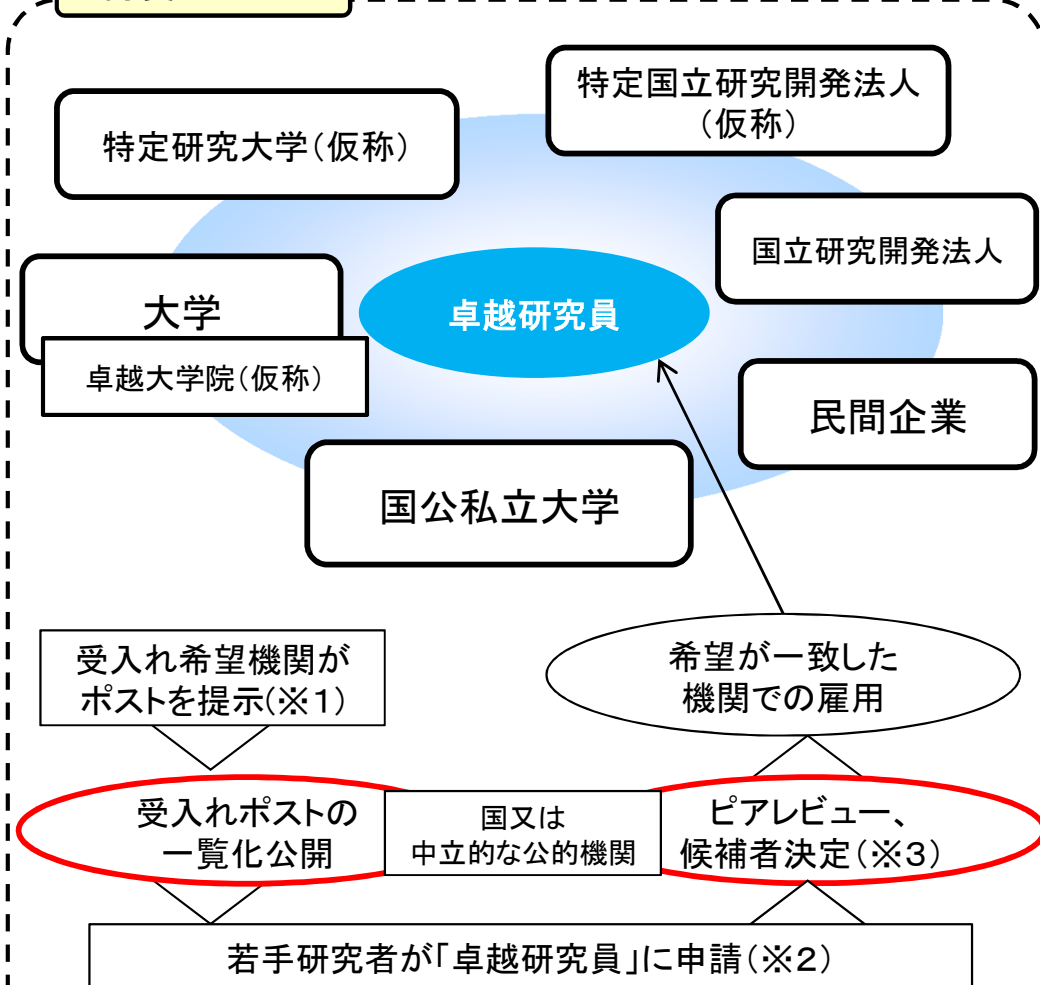 特定国立研究開発法人
（仮称）
特定研究大学（仮称）
国立研究開発法人
大学
卓越研究員
卓越大学院（仮称）
民間企業
国公私立大学
受入れ希望機関が
ポストを提示(※１)
希望が一致した
機関での雇用
受入れポストの
一覧化公開
国又は
中立的な公的機関
ピアレビュー、
候補者決定（※３）
若手研究者が「卓越研究員」に申請（※２）